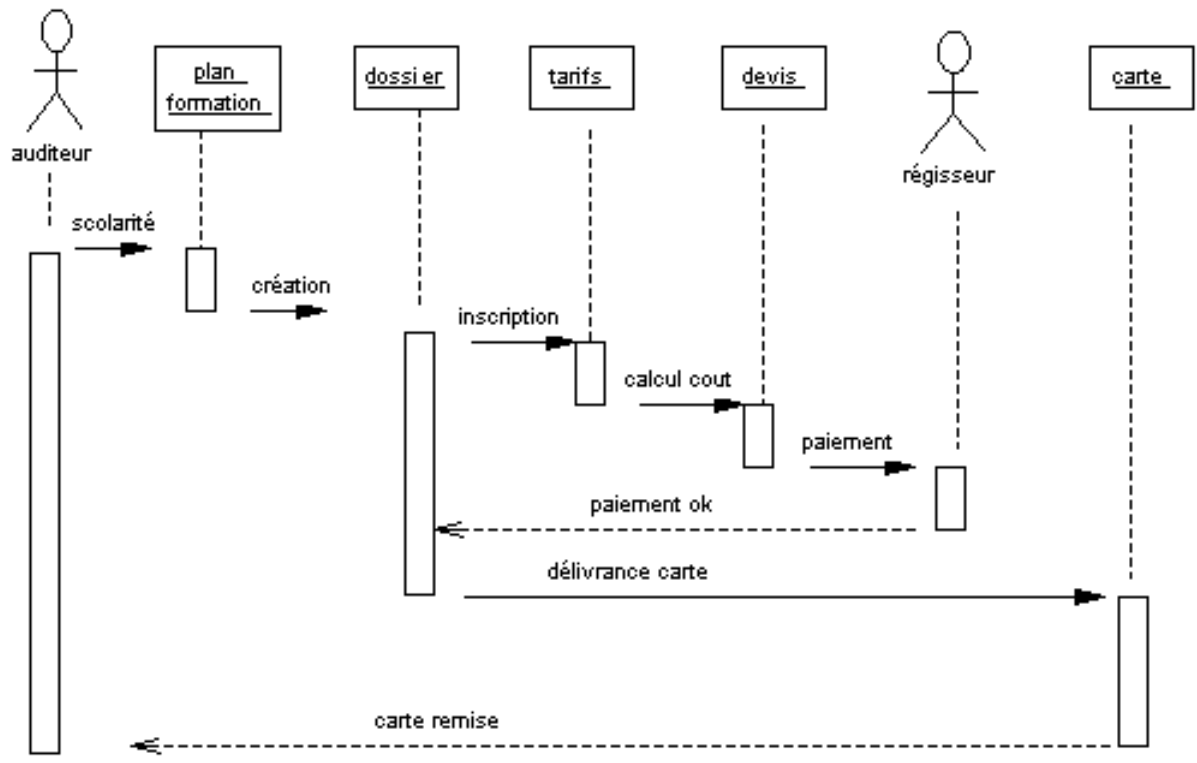 plan
formation
dossier
tarifs
devis
carte
auditeur
régisseur
scolarité
création
inscription
calcul cout
paiement
paiement ok
délivrance carte
carte remise